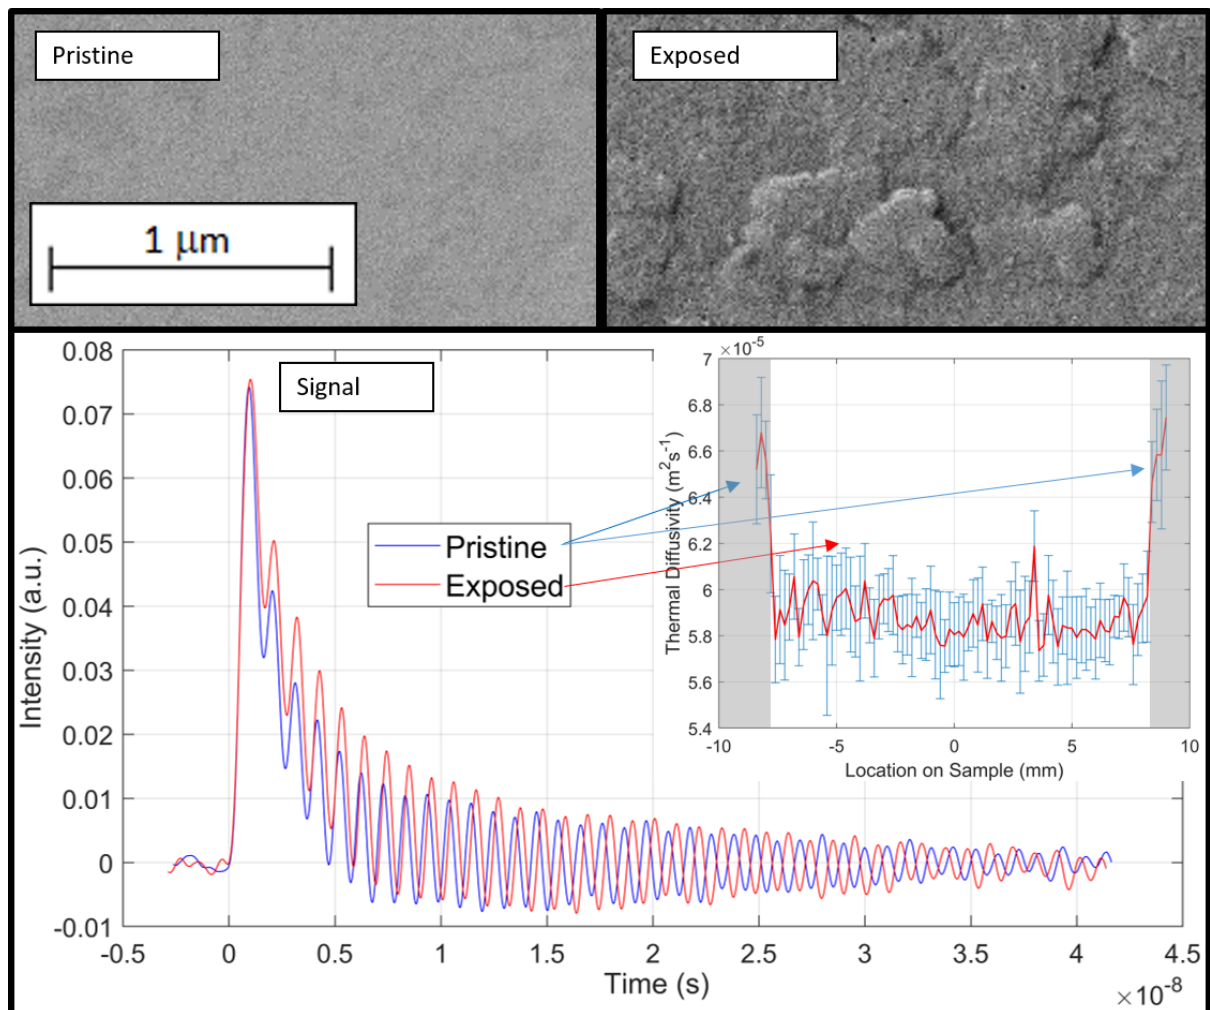 Pristine
Exposed
1 μm
Signal
0.08
0.07
0.06
0.05
0.04
0.03
0.02
0.01
0
-0.01
Intensity (a.u.)
-0.5 0 0.5 1 1.5 2 2.5 3 3.5 4 4.5
Time (s)
×10⁻⁸
Pristine
Exposed
×10⁻⁵
7
6.8
6.6
6.4
6.2
6
5.8
5.6
5.4
Thermal Diffusivity (m²s⁻¹)
-10 -5 0 5 10
Location on Sample (mm)